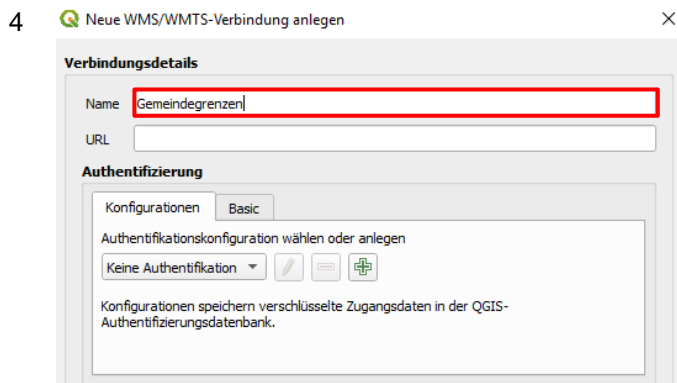 4
Neue WMS/WMTS-Verbindung anlegen
Verbindungsdetails
Name Gemeindegrenzen
URL
Authentifizierung
Konfigurationen Basic
Authentifikationskonfiguration wählen oder anlegen
Keine Authentifikation
Konfigurationen speichern verschlüsselte Zugangsdaten in der QGIS-
Authentifizierungsdatenbank.